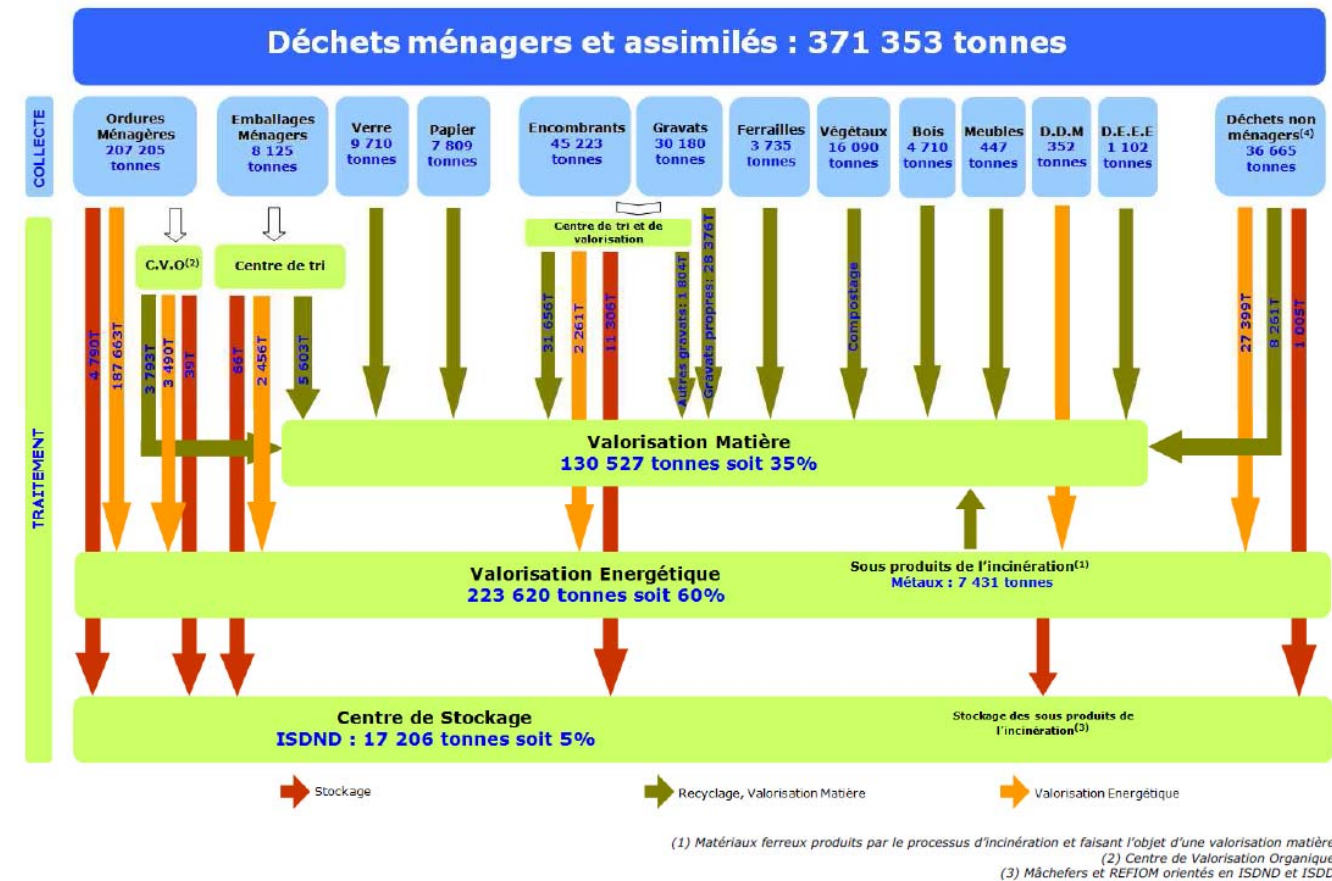 Déchets ménagers et assimilés : 371 353 tonnes
COLLECTE
Ordures
Ménagères
207 205
tonnes
Emballages
Ménagers
8 125
tonnes
Verre
9 710
tonnes
Papier
7 809
tonnes
Encombrants
45 223
tonnes
Gravats
30 180
tonnes
Ferrailles
3 735
tonnes
Végétaux
16 090
tonnes
Bois
4 710
tonnes
Meubles
447
tonnes
D.D.M
352
tonnes
D.E.E.E
1 102
tonnes
Déchets non
ménagers(4)
36 665
tonnes
TRAITEMENT
C.V.O(2)
Centre de tri
Centre de tri et de
valorisation
4 790T
187 663T
3 793T
3 490T
39T
66T
2 456T
5 603T
31 656T
2 261T
11 306T
Autres gravats: 1 804T
Gravats propres: 28 376T
Compostage
27 399T
8 261T
1 005T
Valorisation Matière
130 527 tonnes soit 35%
Valorisation Energétique
223 620 tonnes soit 60%
Sous produits de l'incinération(1)
Métaux : 7 431 tonnes
Centre de Stockage
ISDND : 17 206 tonnes soit 5%
Stockage des sous produits de
l'incinération(3)
Stockage
Recyclage, Valorisation Matière
Valorisation Energétique
(1) Matériaux ferreux produits par le processus d'incinération et faisant l'objet d'une valorisation matière
(2) Centre de Valorisation Organique
(3) Mâchefers et REFIOM orientés en ISDND et ISDD